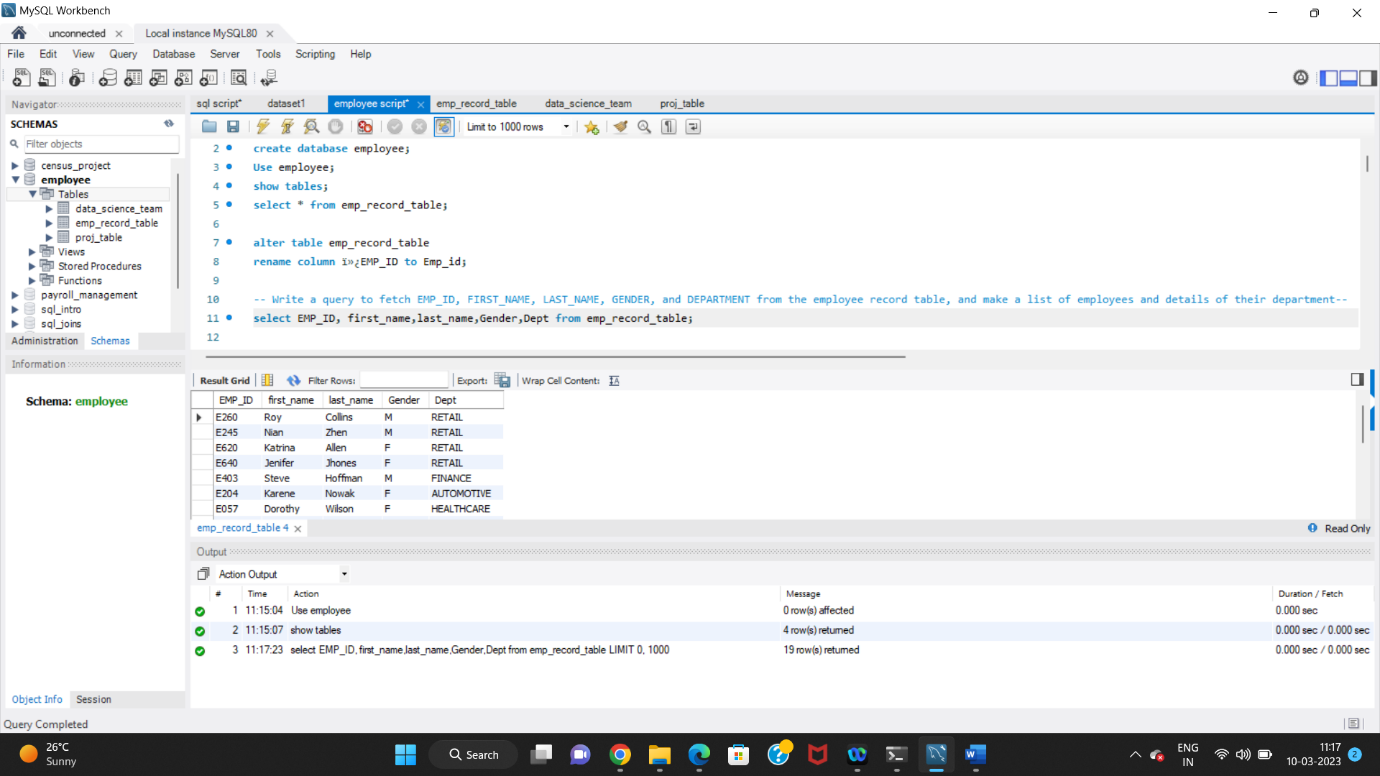 MySQL Workbench
unconnected Local instance MySQL80
File Edit View Query Database Server Tools Scripting Help
Navigator
SCHEMAS
Filter objects
census_project
employee
Tables
data_science_team
emp_record_table
proj_table
Views
Stored Procedures
Functions
payroll_management
sql_intro
sql_joins
Administration Schemas
Information
Schema: employee
Object Info Session
Query Completed
sql script* dataset1 employee script* emp_record_table data_science_team proj_table
Limit to 1000 rows
2 create database employee;
3 Use employee;
4 show tables;
5 select * from emp_record_table;
6
7 alter table emp_record_table
8 rename column ï»¿EMP_ID to Emp_id;
9
10 -- Write a query to fetch EMP_ID, FIRST_NAME, LAST_NAME, GENDER, and DEPARTMENT from the employee record table, and make a list of employees and details of their department--
11 select EMP_ID, first_name,last_name,Gender,Dept from emp_record_table;
12
Result Grid Filter Rows: Export: Wrap Cell Content:
EMP_ID first_name last_name Gender Dept
E260 Roy Collins M RETAIL
E245 Nian Zhen M RETAIL
E620 Katrina Allen F RETAIL
E640 Jenifer Jhones F RETAIL
E403 Steve Hoffman M FINANCE
E204 Karene Nowak F AUTOMOTIVE
E057 Dorothy Wilson F HEALTHCARE
emp_record_table 4 Read Only
Output
Action Output
# Time Action Message Duration / Fetch
1 11:15:04 Use employee 0 row(s) affected 0.000 sec
2 11:15:07 show tables 4 row(s) returned 0.000 sec / 0.000 sec
3 11:17:23 select EMP_ID, first_name,last_name,Gender,Dept from emp_record_table LIMIT 0, 1000 19 row(s) returned 0.000 sec / 0.000 sec
26°C
Sunny
Search
ENG
IN
11:17
10-03-2023
2